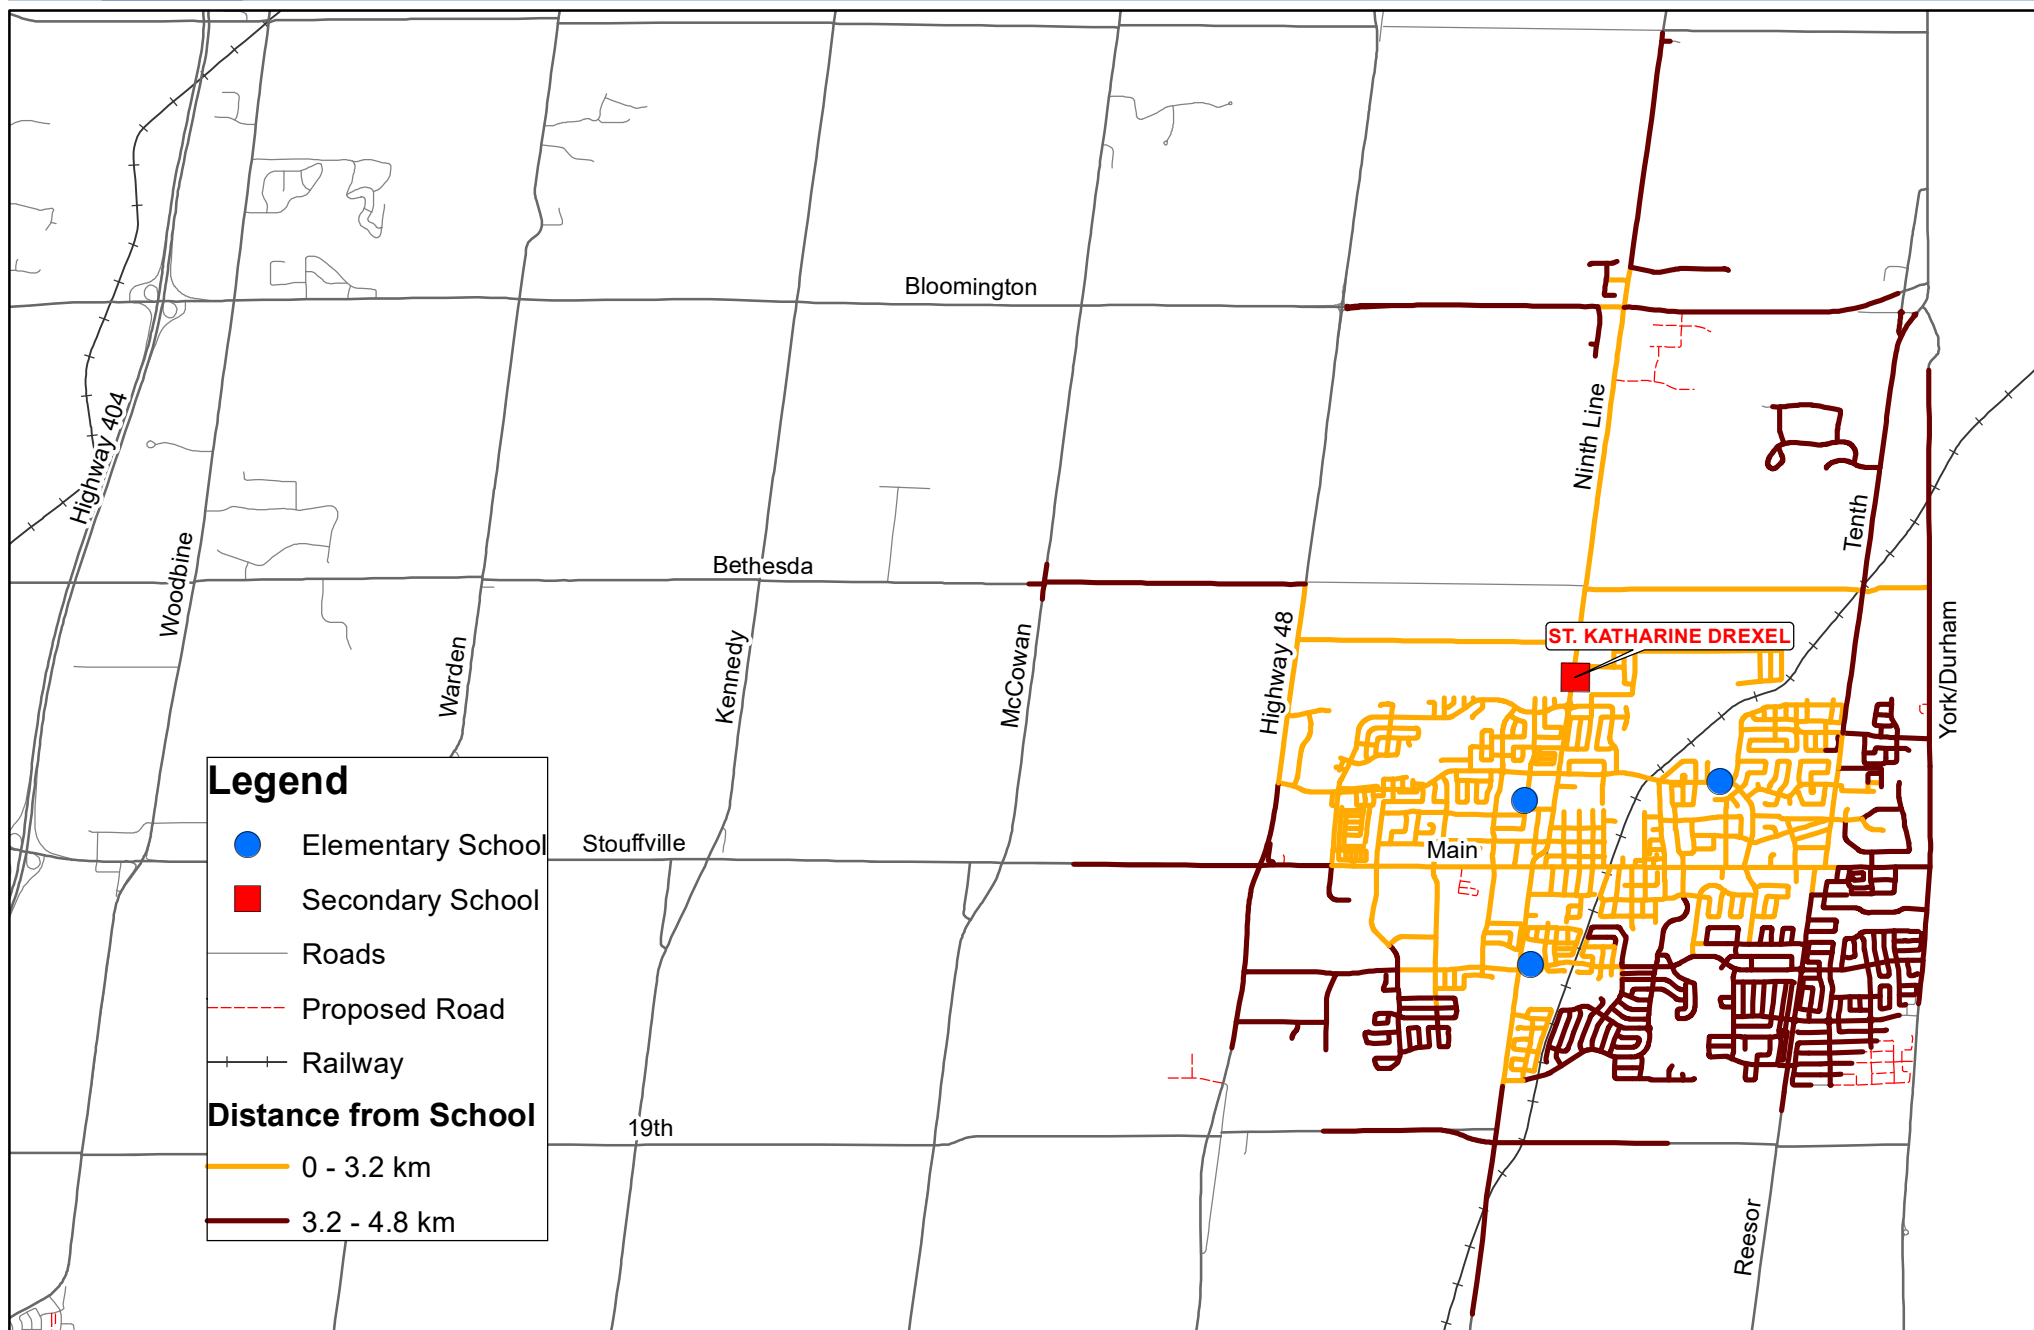 Bloomington
Highway 404
Ninth Line
Tenth
Woodbine
Bethesda
Warden
Kennedy
McCowan
Highway 48
ST. KATHARINE DREXEL
York/Durham
Stouffville
Main
Legend
Elementary School
Secondary School
Roads
Proposed Road
Railway
Distance from School
0 - 3.2 km
3.2 - 4.8 km
19th
Reesor